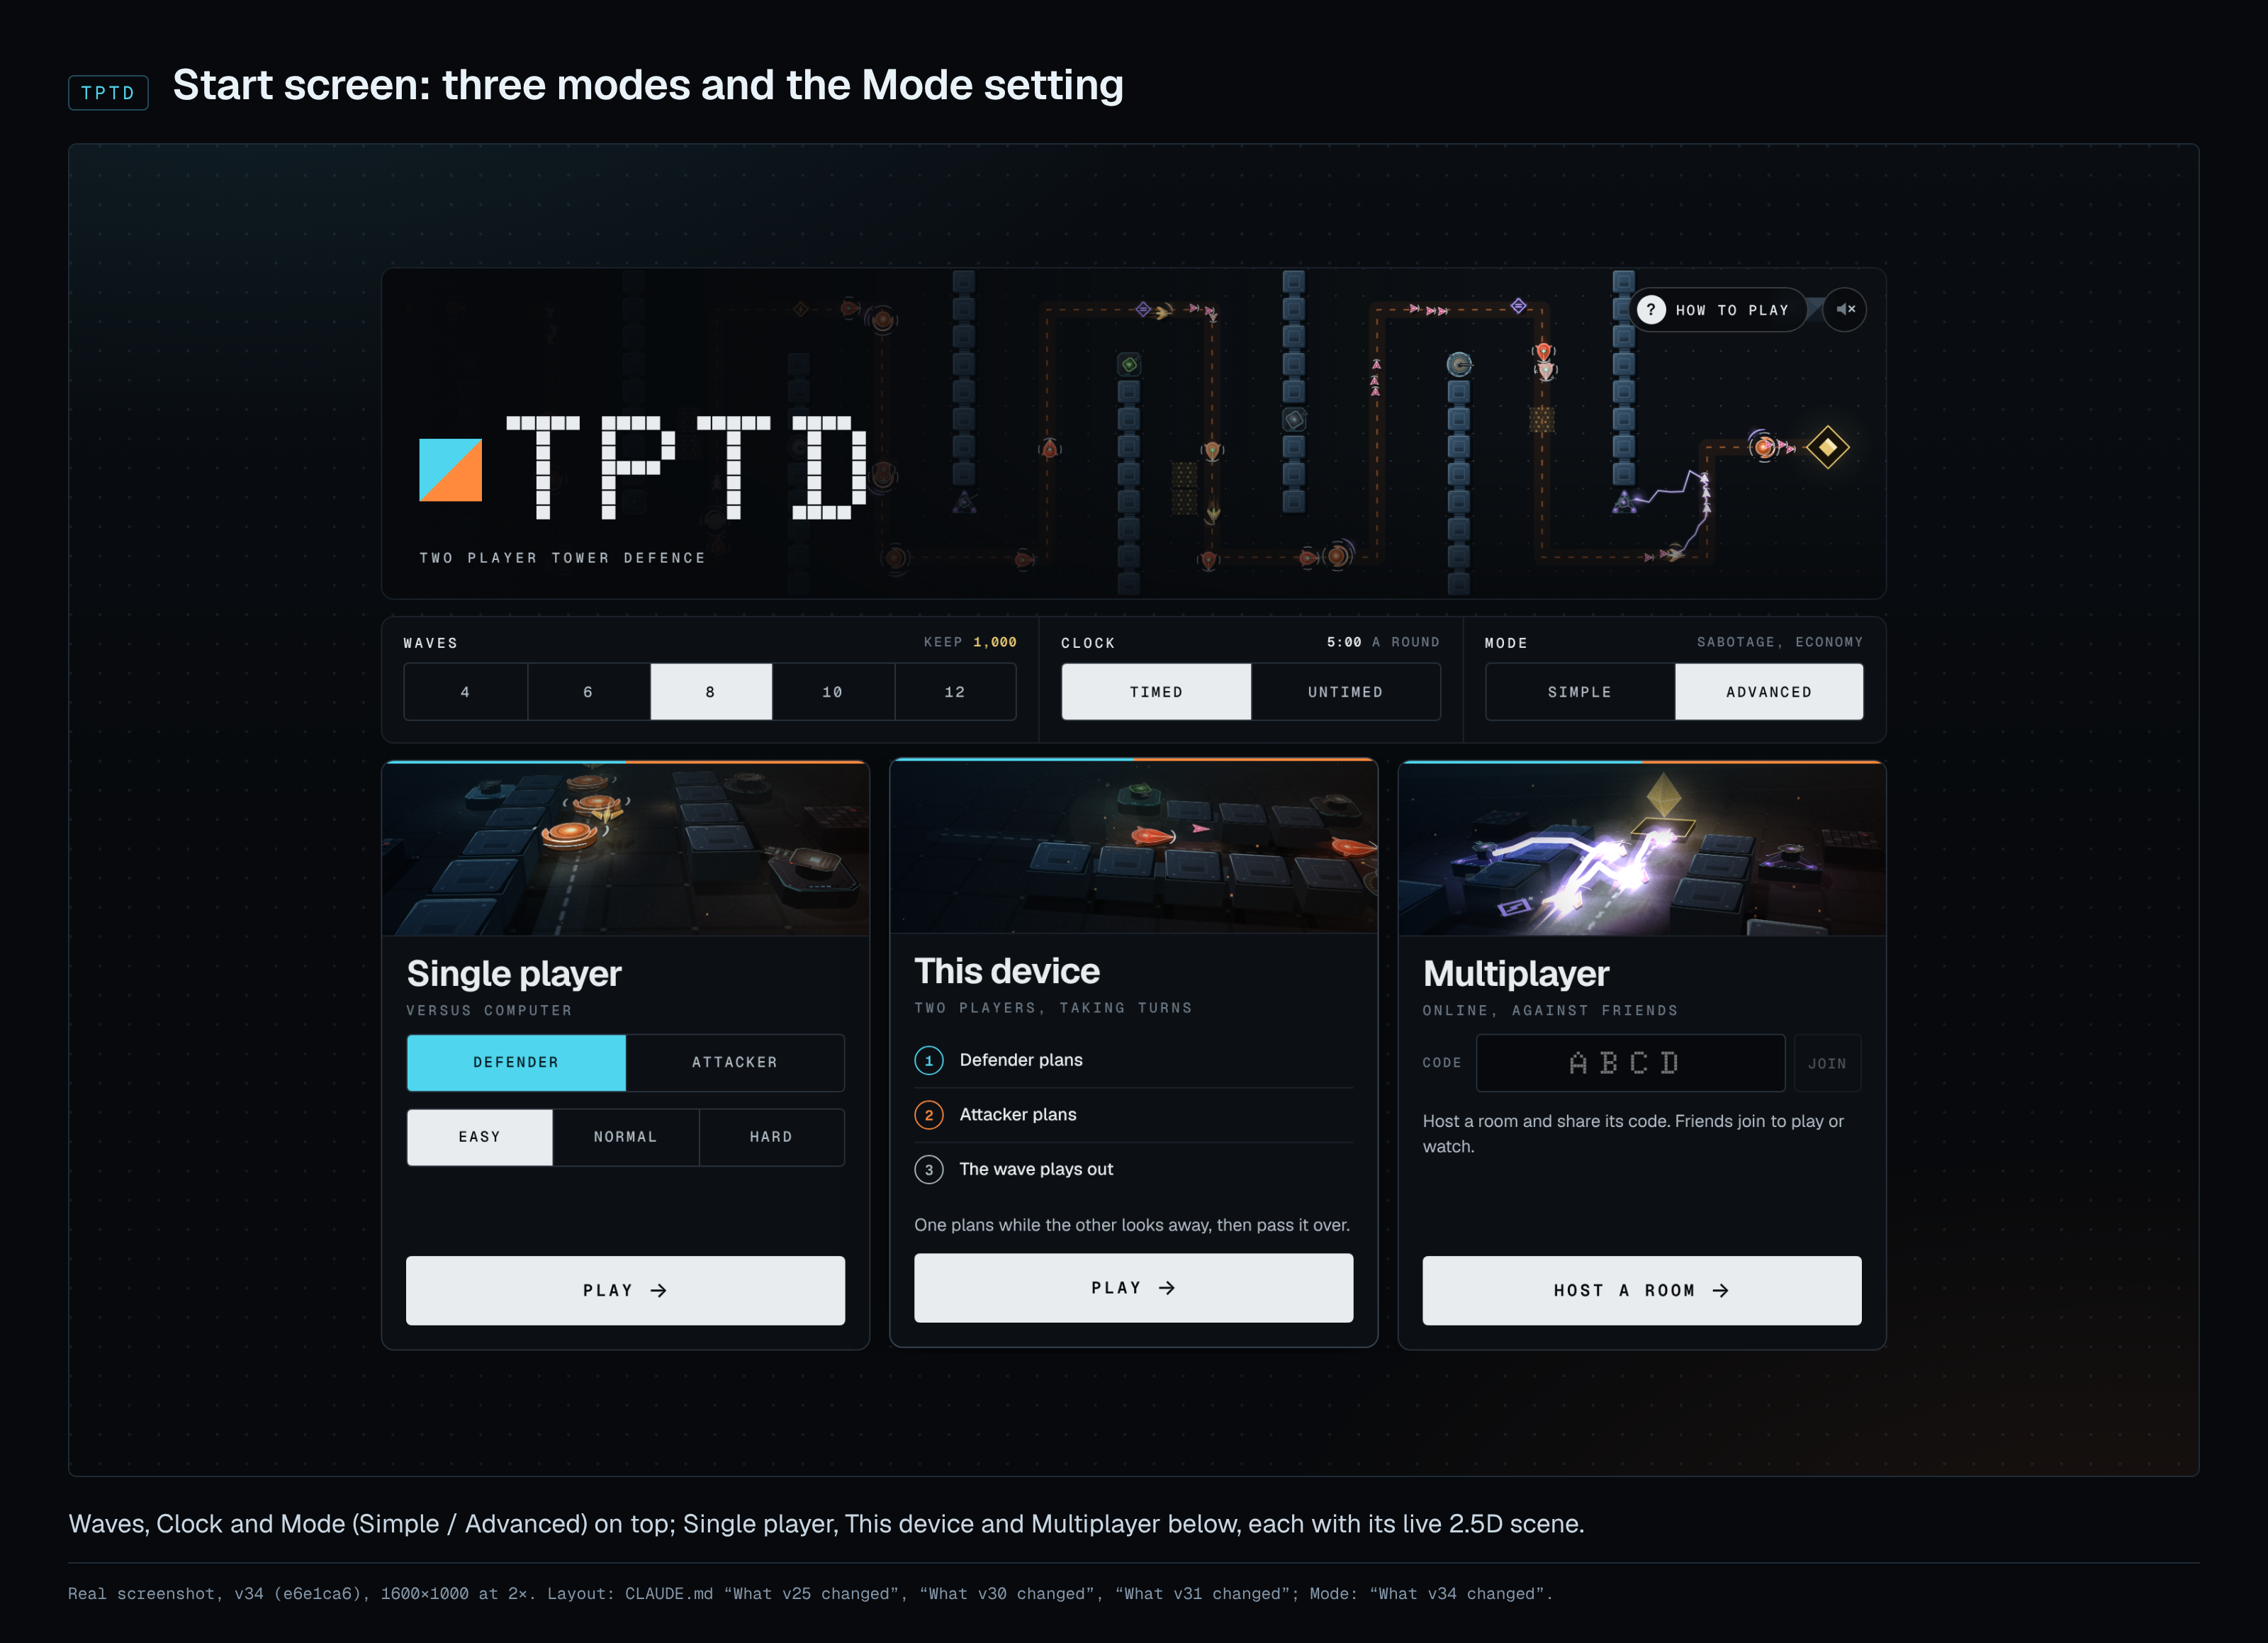 TPTD
Start screen: three modes and the Mode setting
? HOW TO PLAY
TPTD
TWO PLAYER TOWER DEFENCE
WAVES KEEP 1,000
4 6 8 10 12
CLOCK 5:00 A ROUND
TIMED UNTIMED
MODE SABOTAGE, ECONOMY
SIMPLE ADVANCED
Single player
VERSUS COMPUTER
DEFENDER ATTACKER
EASY NORMAL HARD
PLAY →
This device
TWO PLAYERS, TAKING TURNS
1 Defender plans
2 Attacker plans
3 The wave plays out
One plans while the other looks away, then pass it over.
PLAY →
Multiplayer
ONLINE, AGAINST FRIENDS
CODE ABCD JOIN
Host a room and share its code. Friends join to play or
watch.
HOST A ROOM →
Waves, Clock and Mode (Simple / Advanced) on top; Single player, This device and Multiplayer below, each with its live 2.5D scene.
Real screenshot, v34 (e6e1ca6), 1600×1000 at 2×. Layout: CLAUDE.md “What v25 changed”, “What v30 changed”, “What v31 changed”; Mode: “What v34 changed”.